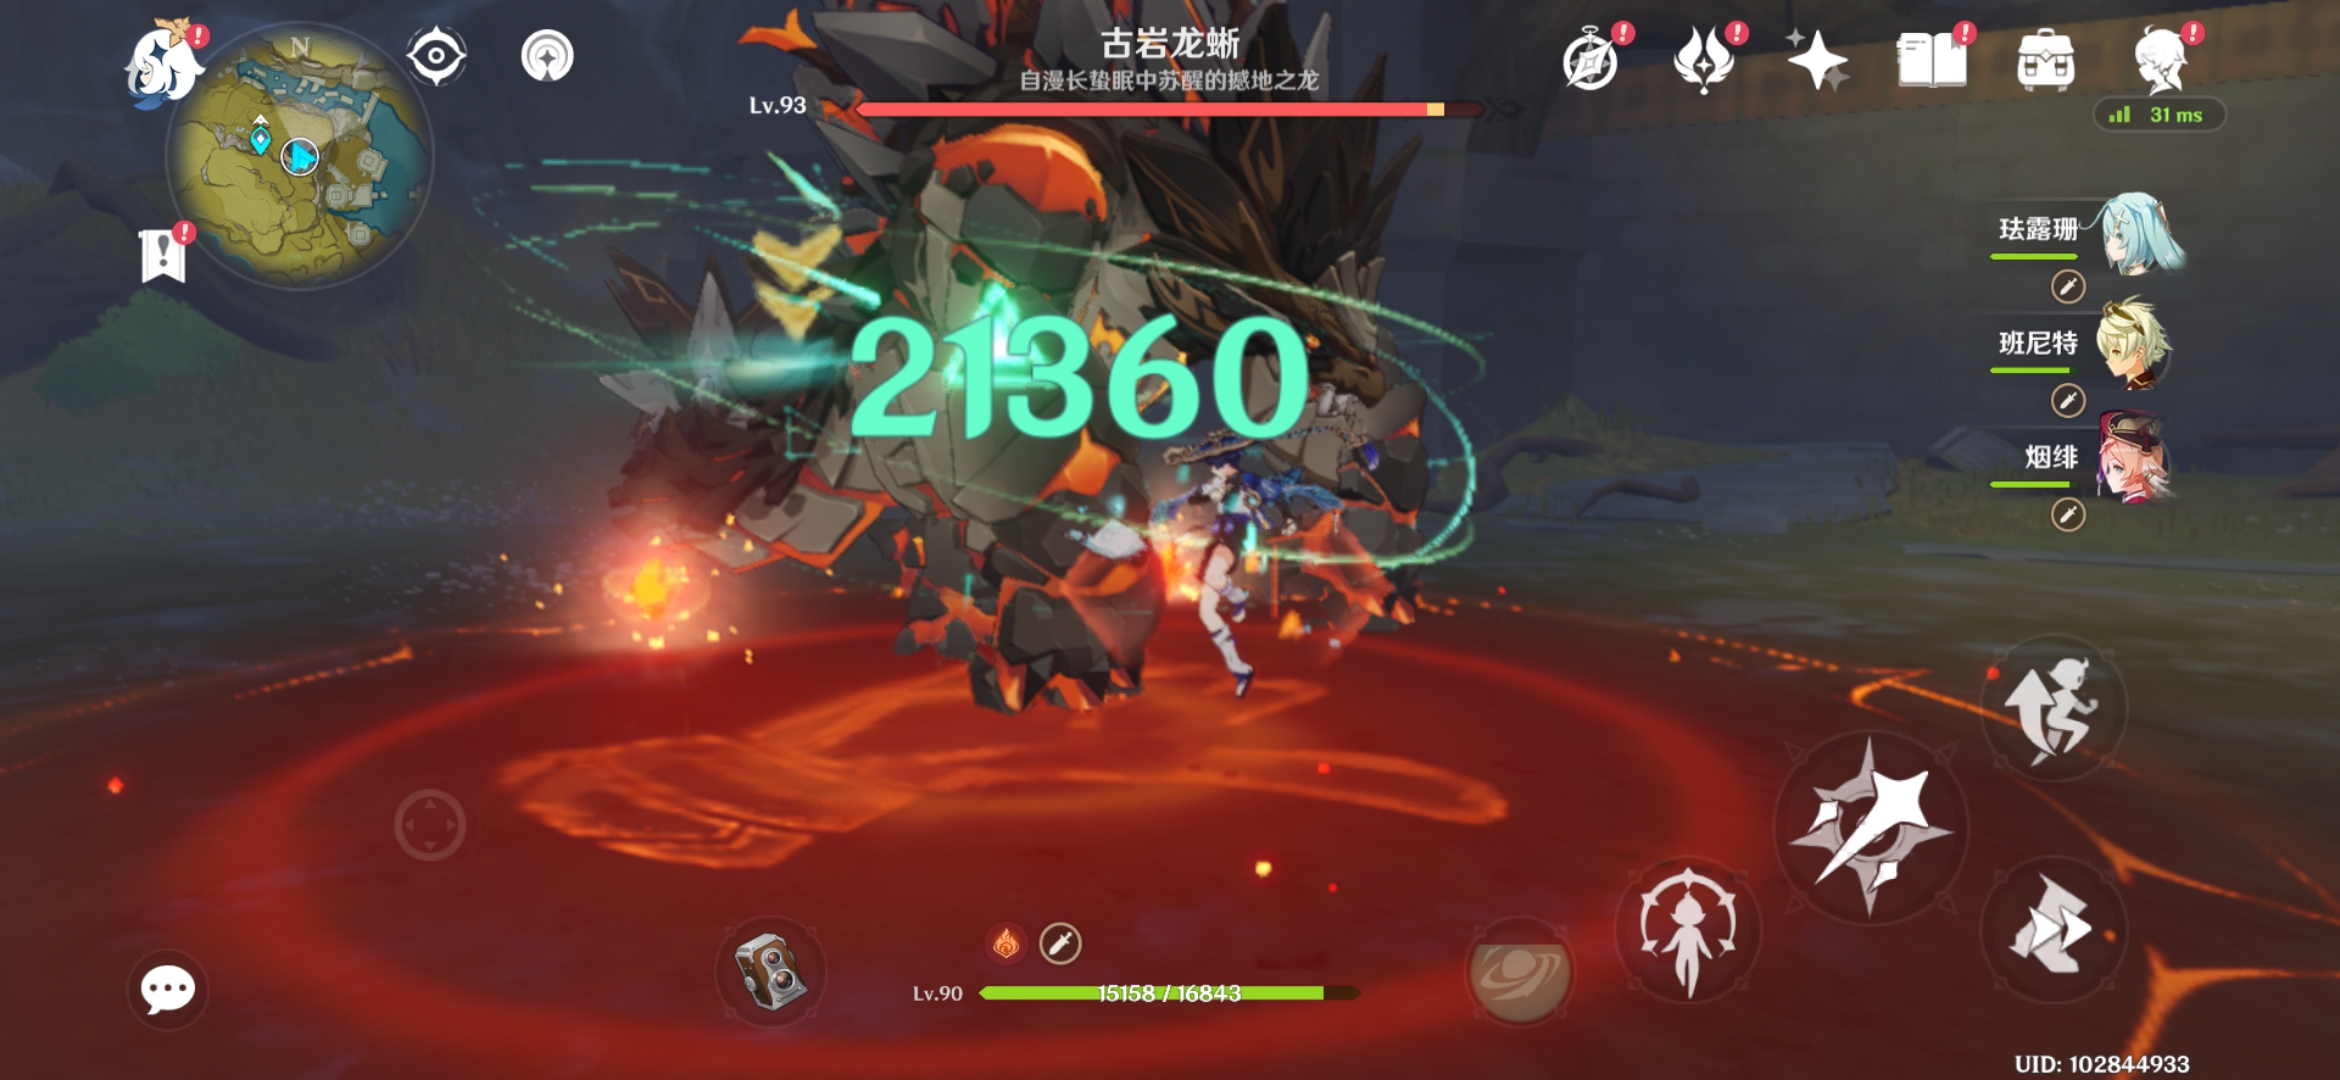 N
古岩龙蜥
自漫长蛰眠中苏醒的撼地之龙
Lv.93
31 ms
珐露珊
班尼特
烟绯
21360
Lv.90
15158 / 16843
UID: 102844933